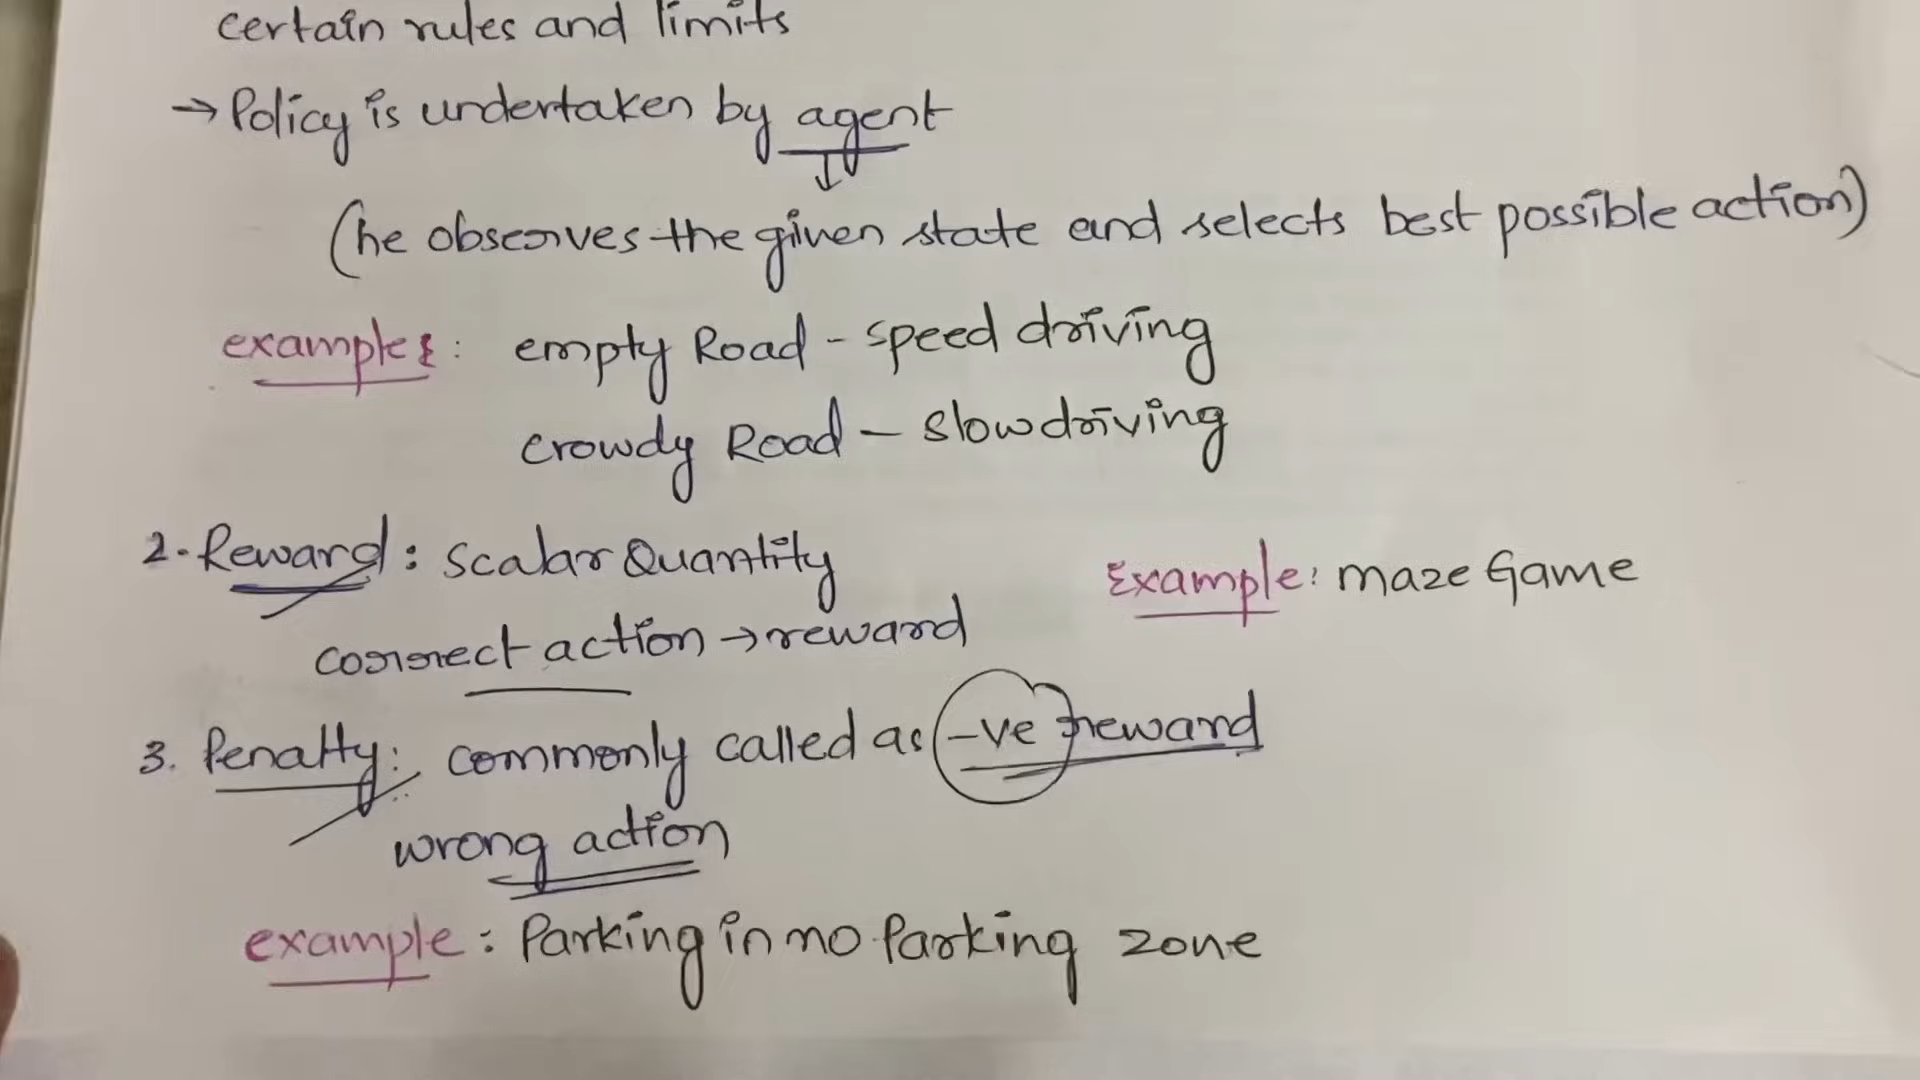 certain rules and limits
→ Policy is undertaken by agent
(he observes the given state and selects best possible action)
example: empty Road - speed driving
crowdy Road - slow driving
2. Reward: Scalar Quantity
Example: maze Game
correct action → reward
3. Penalty: commonly called as -ve reward
wrong action
example: Parking in no Parking zone